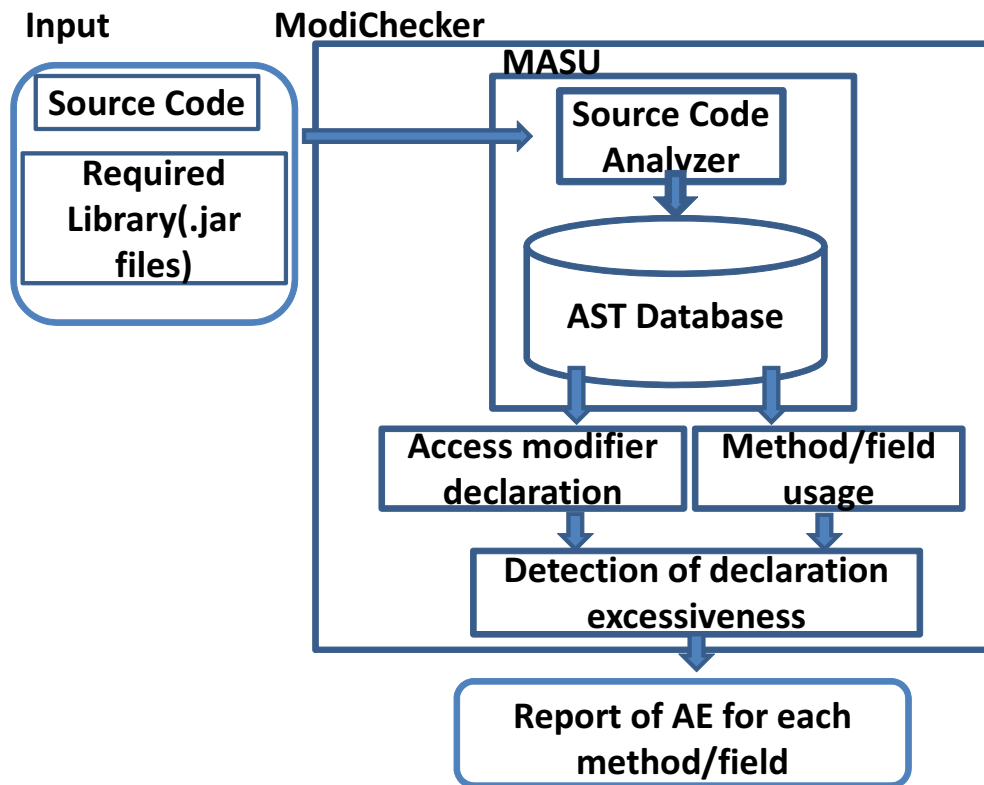 Input
ModiChecker
MASU
Source Code
Required
Library(.jar
files)
Source Code
Analyzer
AST Database
Access modifier
declaration
Method/field
usage
Detection of declaration
excessiveness
Report of AE for each
method/field